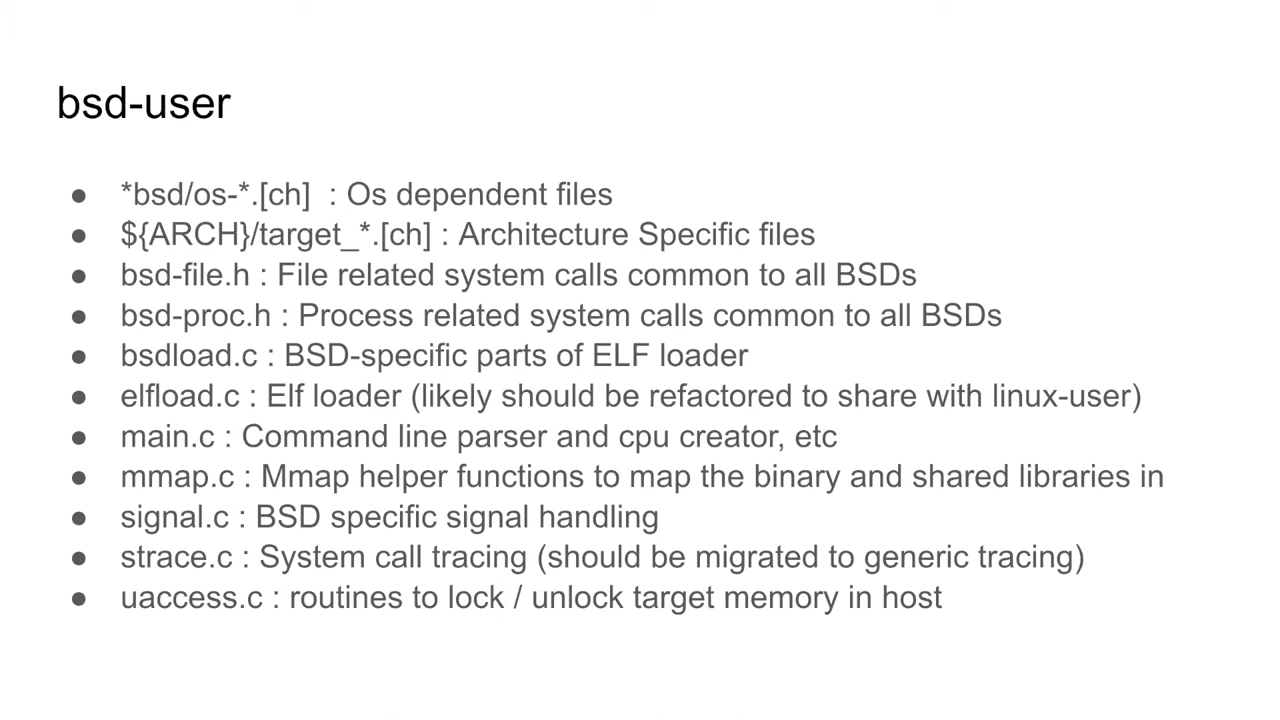 bsd-user
● *bsd/os-*.[ch]  : Os dependent files
● ${ARCH}/target_*.[ch] : Architecture Specific files
● bsd-file.h : File related system calls common to all BSDs
● bsd-proc.h : Process related system calls common to all BSDs
● bsdload.c : BSD-specific parts of ELF loader
● elfload.c : Elf loader (likely should be refactored to share with linux-user)
● main.c : Command line parser and cpu creator, etc
● mmap.c : Mmap helper functions to map the binary and shared libraries in
● signal.c : BSD specific signal handling
● strace.c : System call tracing (should be migrated to generic tracing)
● uaccess.c : routines to lock / unlock target memory in host